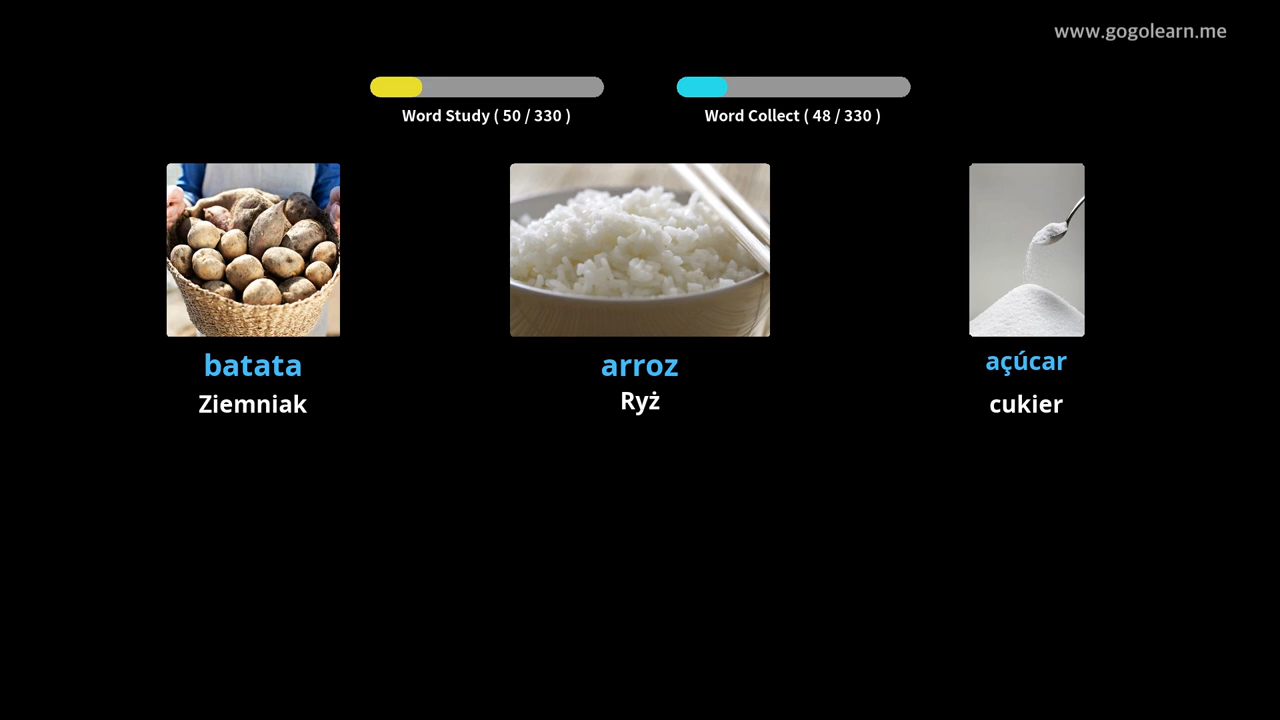 www.gogolearn.me
Word Study ( 50 / 330 )
Word Collect ( 48 / 330 )
batata
Ziemniak
arroz
Ryż
açúcar
cukier